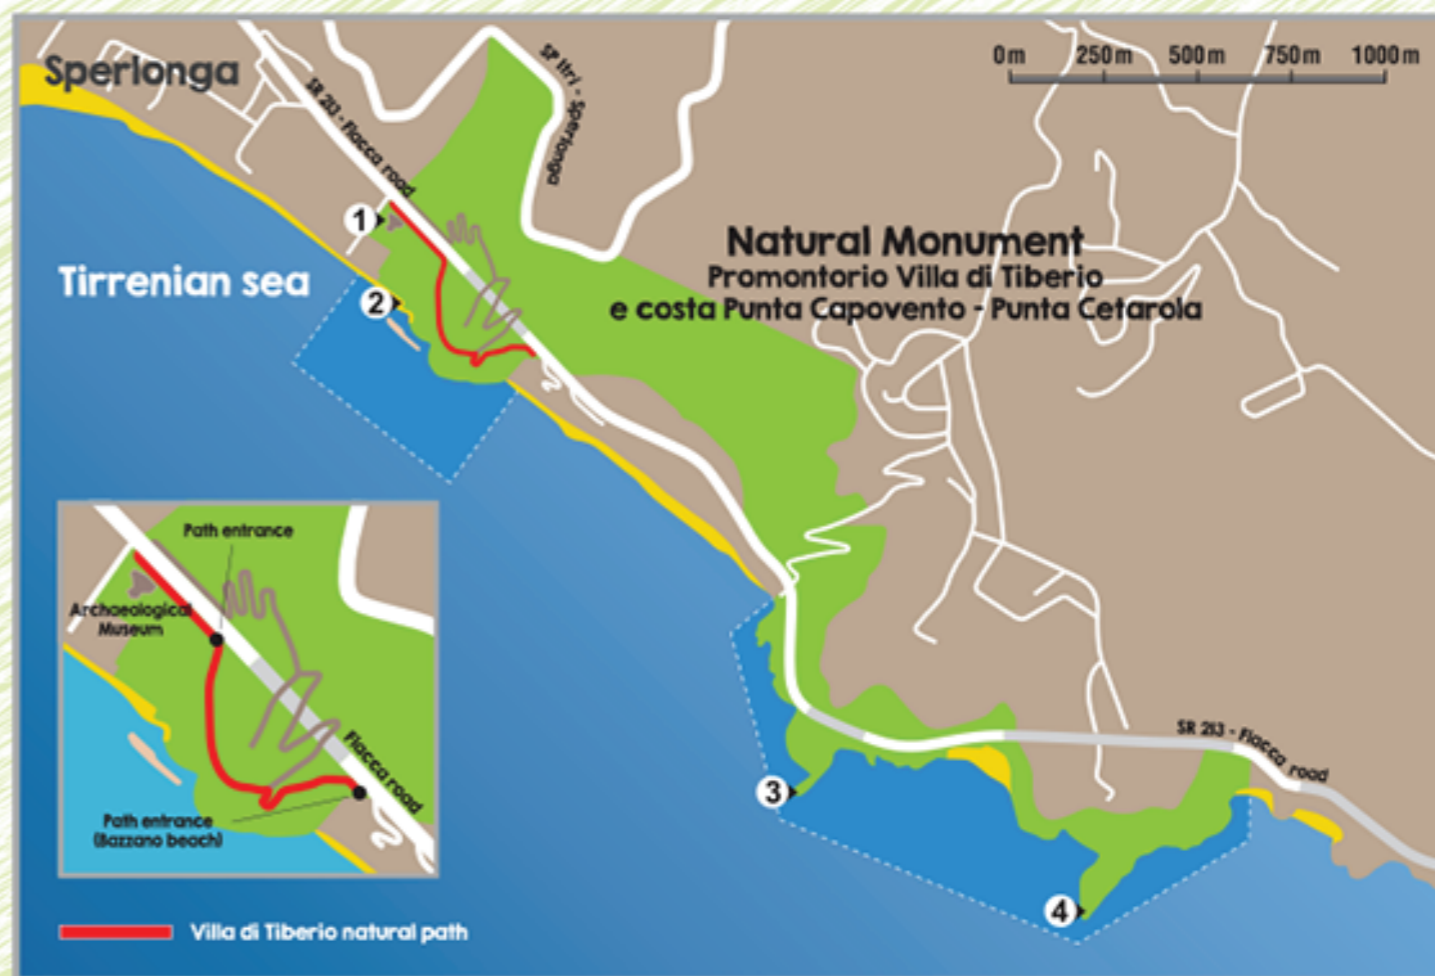 Sperlonga
0m 250m 500m 750m 1000m
SP Itri - Sperlonga
SR 213 - Flacca road
1
Natural Monument
Promontorio Villa di Tiberio
e costa Punta Capovento - Punta Cetarola
Tirrenian sea
2
Path entrance
Archaeological
Museum
Flacca road
Path entrance
(Bazzano beach)
SR 213 - Flacca road
3
4
Villa di Tiberio natural path